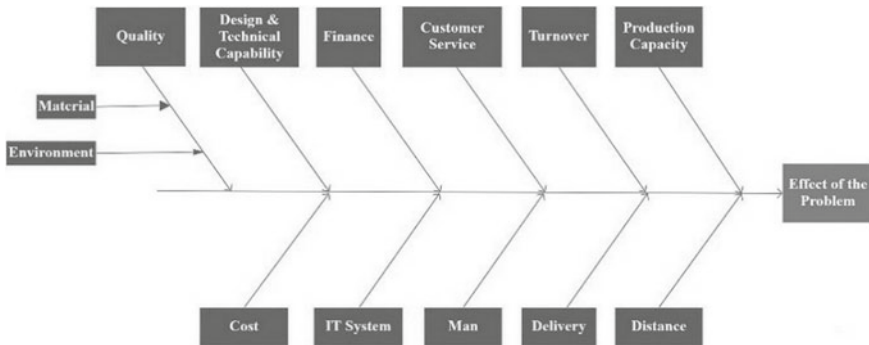 Quality
Design &
Technical
Capability
Finance
Customer
Service
Turnover
Production
Capacity
Material
Environment
Effect of the
Problem
Cost
IT System
Man
Delivery
Distance